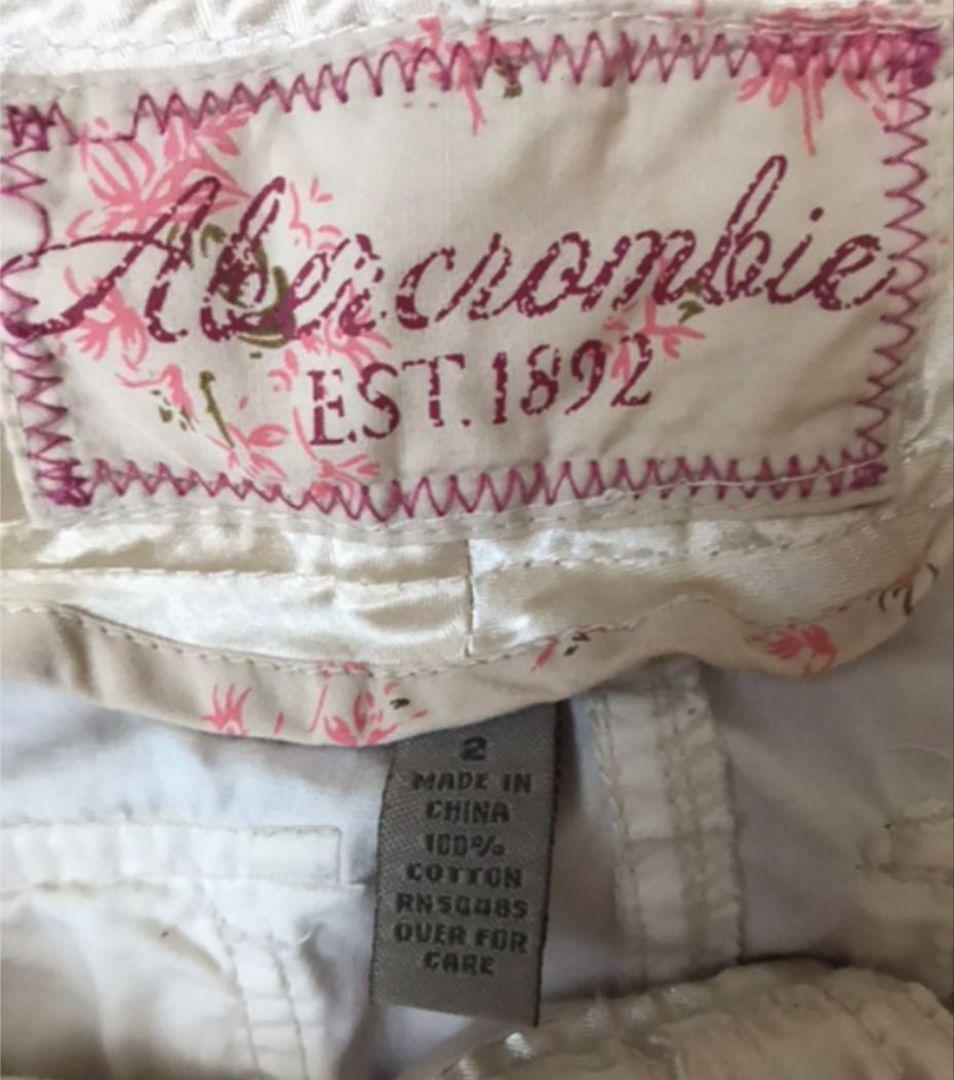 Abercrombie
EST. 1892
2
MADE IN
CHINA
100%
COTTON
RN50485
OVER FOR
CARE